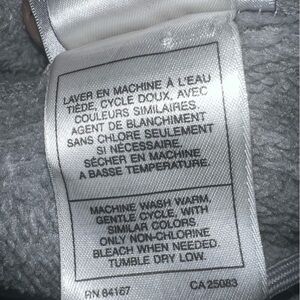 LAVER EN MACHINE À L'EAU
TIÈDE, CYCLE DOUX, AVEC
COULEURS SIMILAIRES.
AGENT DE BLANCHIMENT
SANS CHLORE SEULEMENT
SI NÉCESSAIRE.
SÉCHER EN MACHINE
A BASSE TEMPÉRATURE.
MACHINE WASH WARM,
GENTLE CYCLE, WITH
SIMILAR COLORS.
ONLY NON-CHLORINE
BLEACH WHEN NEEDED.
TUMBLE DRY LOW.
RN 84167 CA 25083